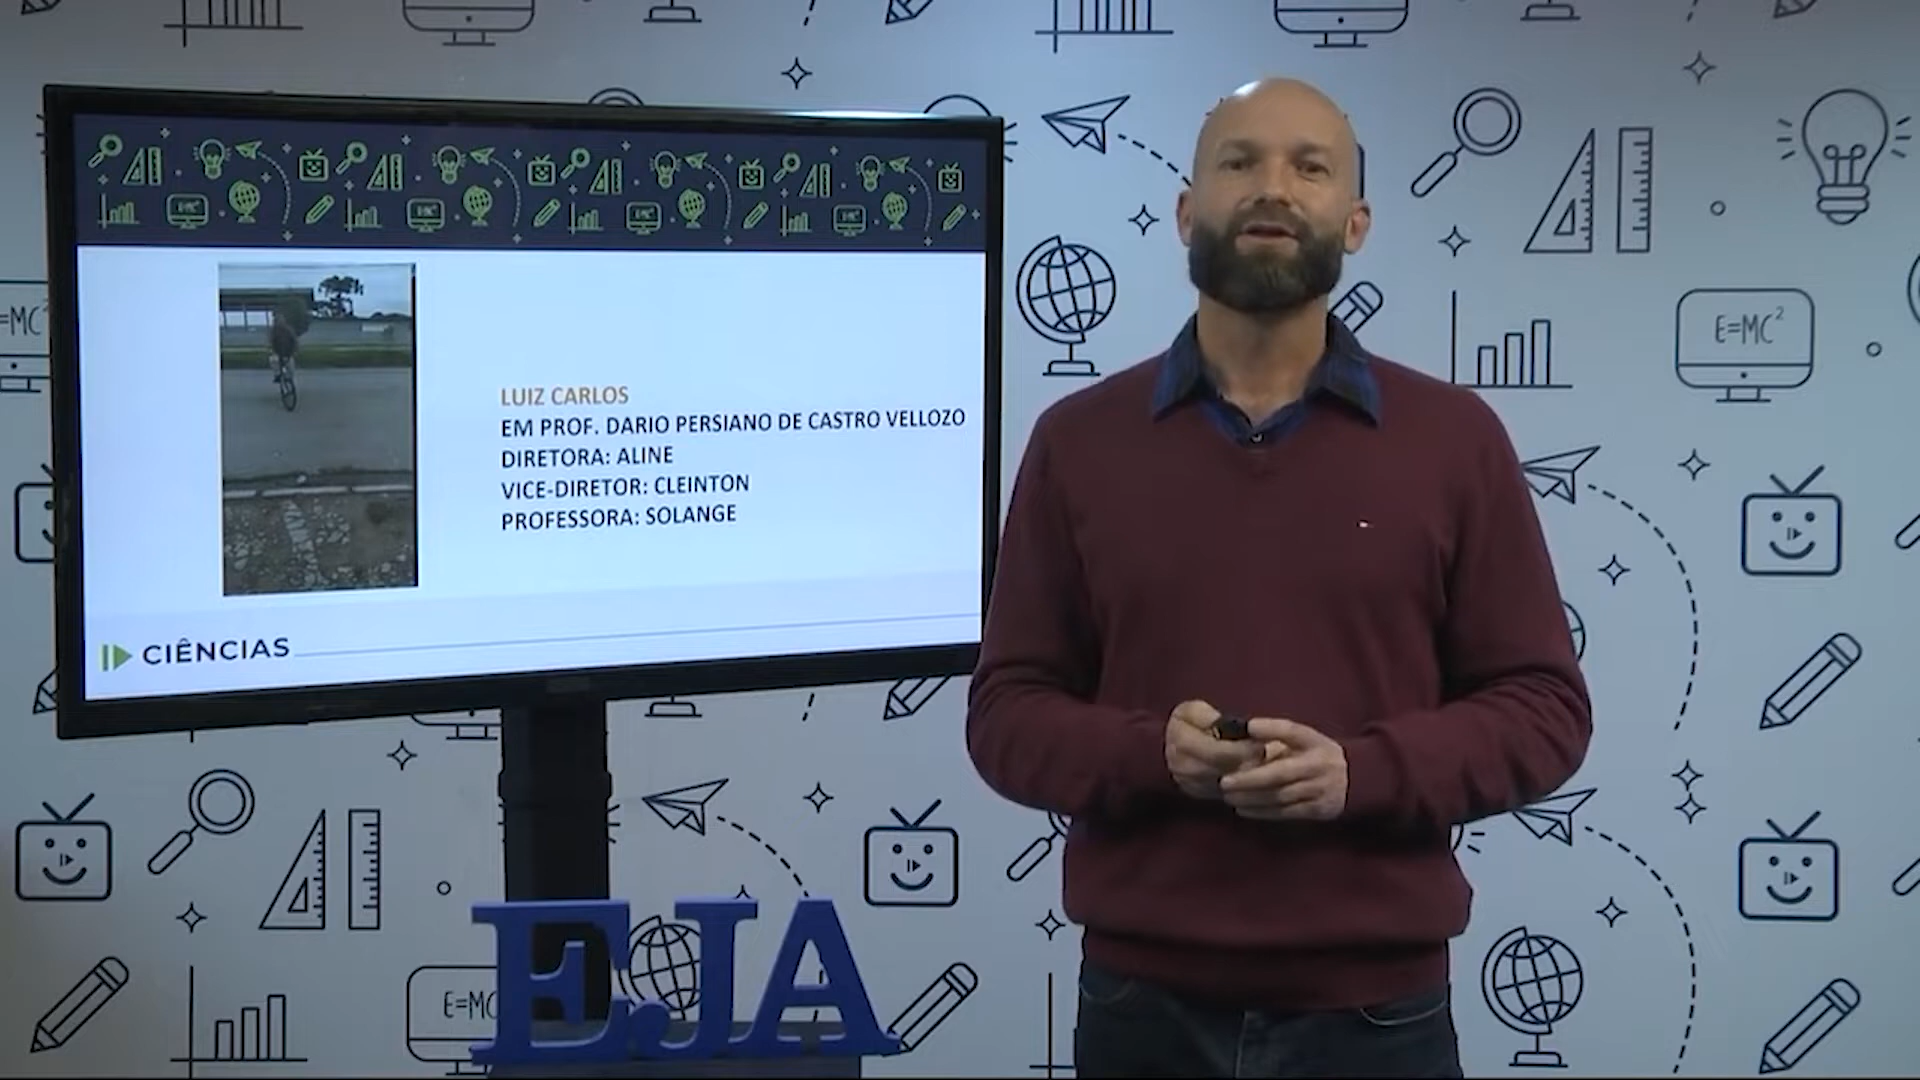 LUIZ CARLOS
EM PROF. DARIO PERSIANO DE CASTRO VELLOZO
DIRETORA: ALINE
VICE-DIRETOR: CLEINTON
PROFESSORA: SOLANGE
CIÊNCIAS
EJA
E=MC²
=MC
E=MC